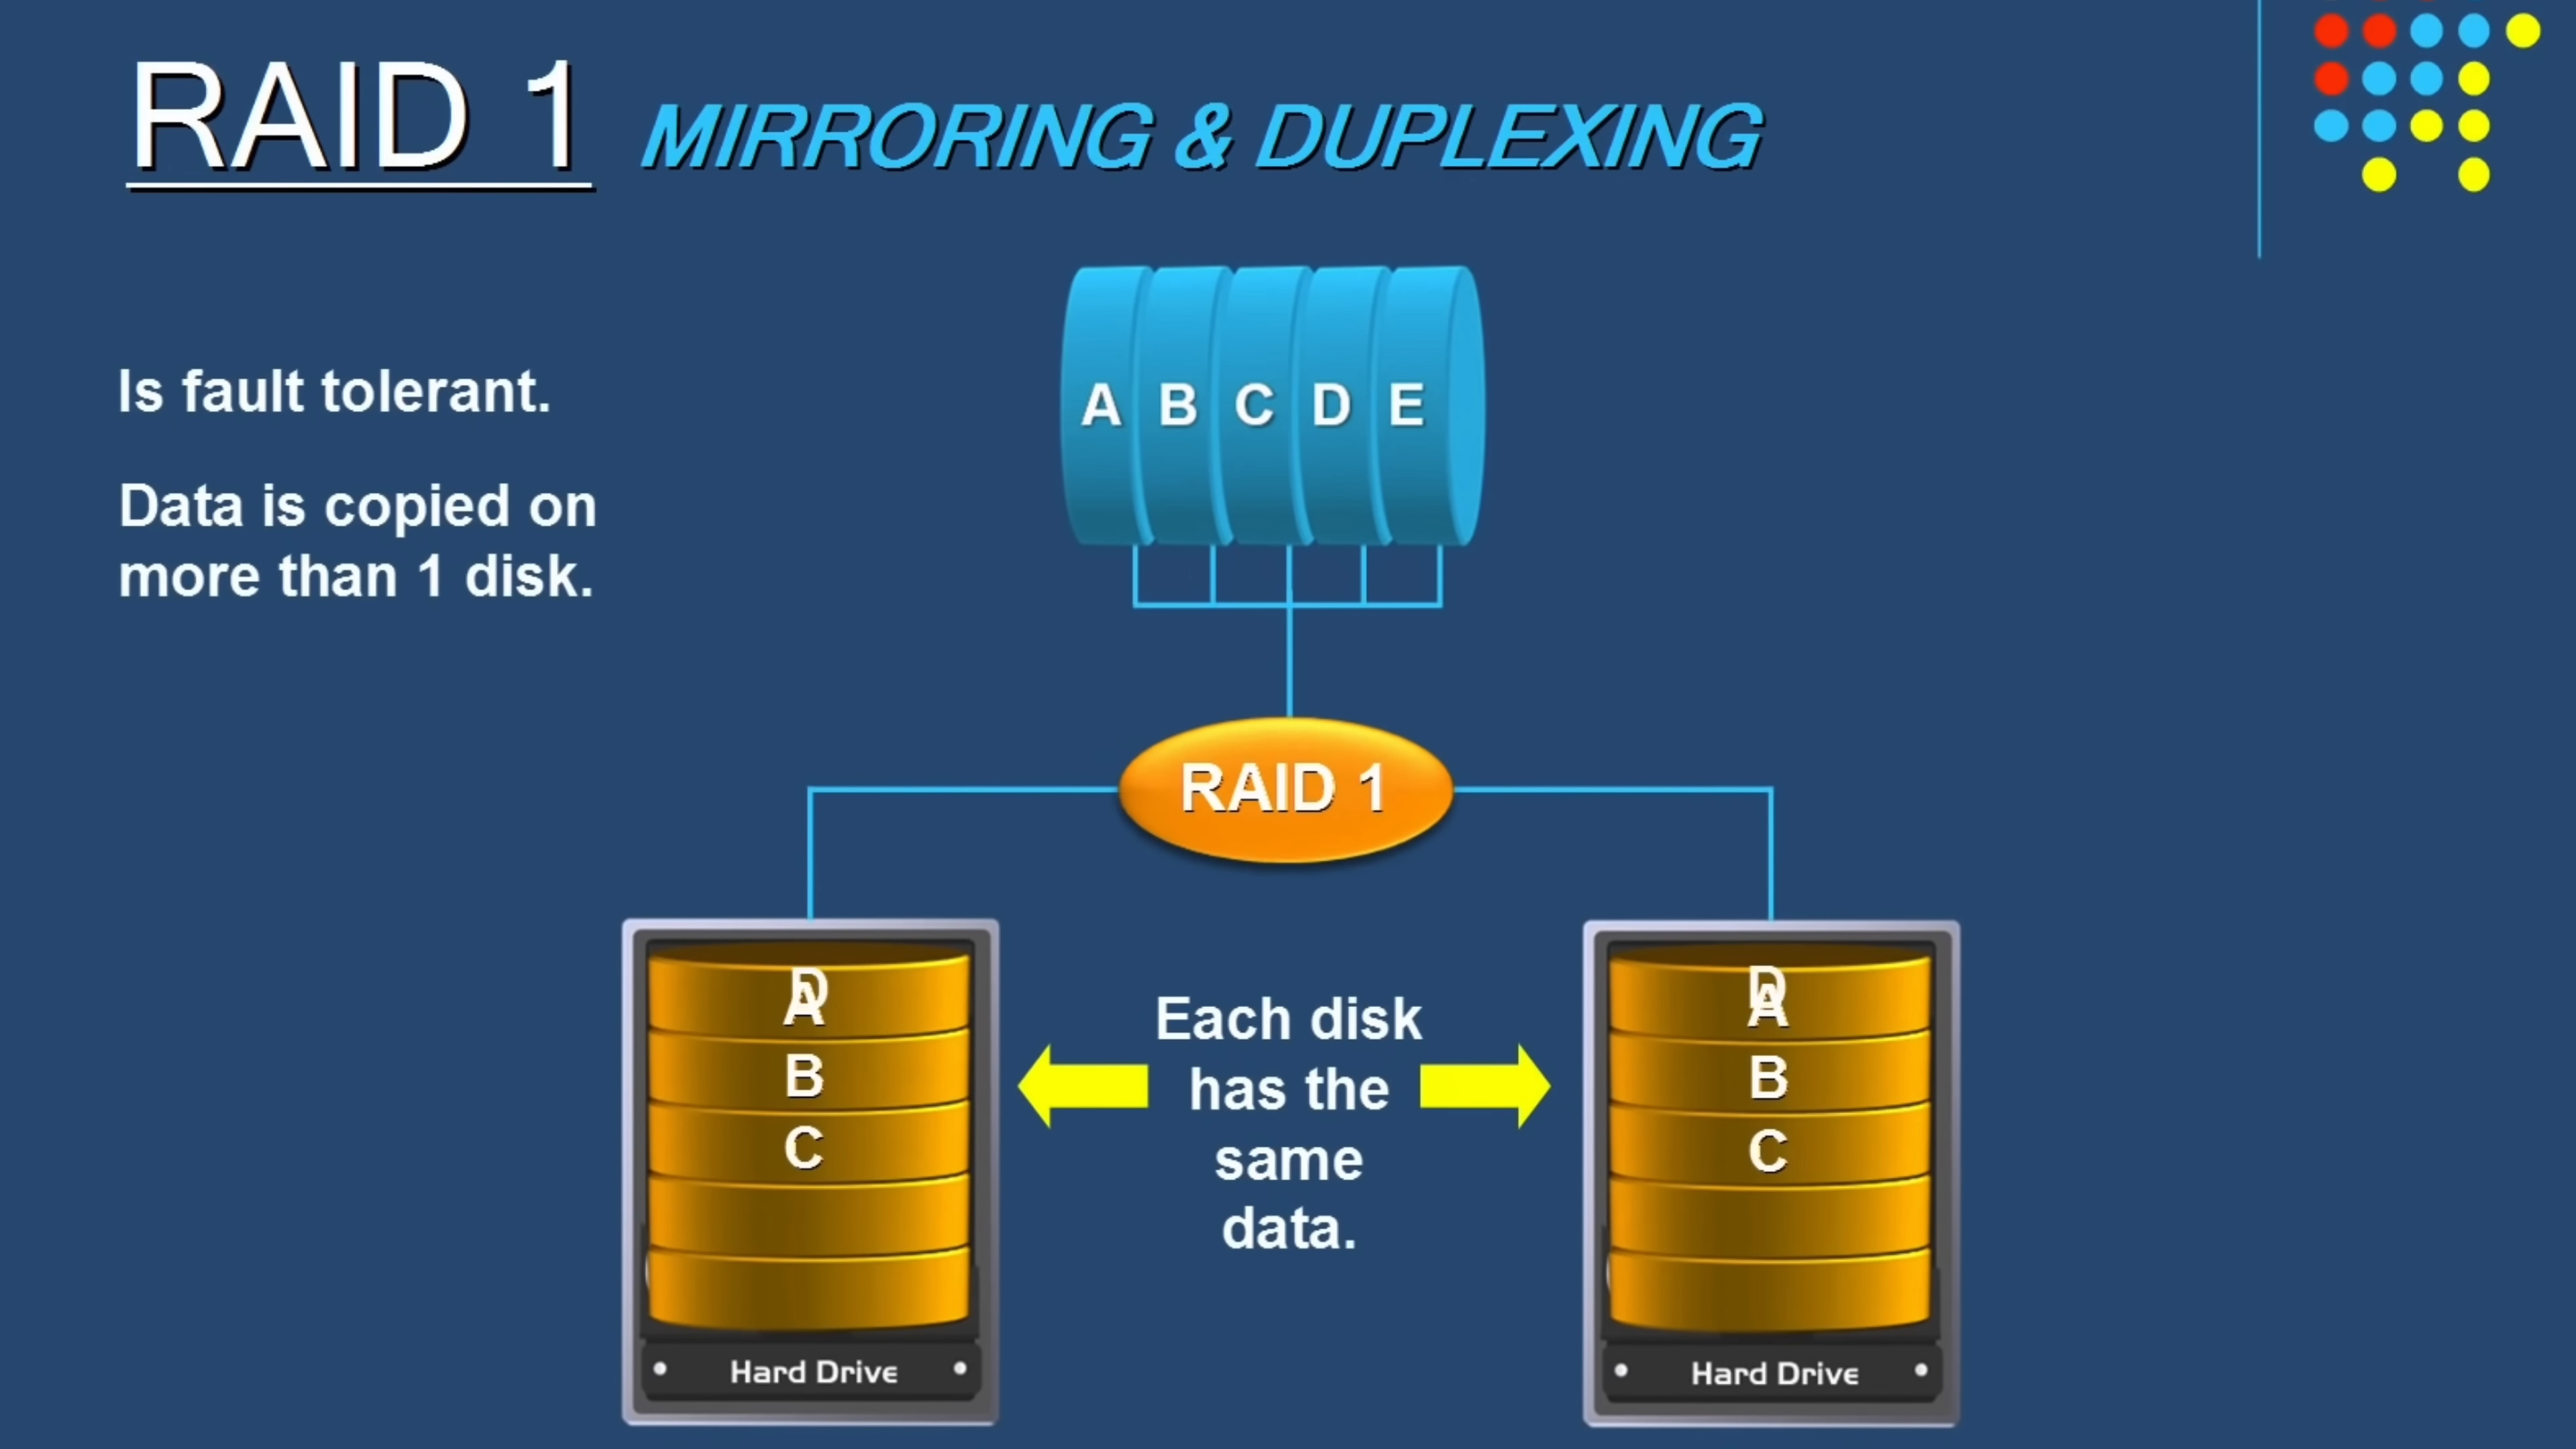 RAID 1 MIRRORING & DUPLEXING
Is fault tolerant.
Data is copied on
more than 1 disk.
A B C D E
RAID 1
D
A
B
C
Hard Drive
Each disk
has the
same
data.
D
A
B
C
Hard Drive